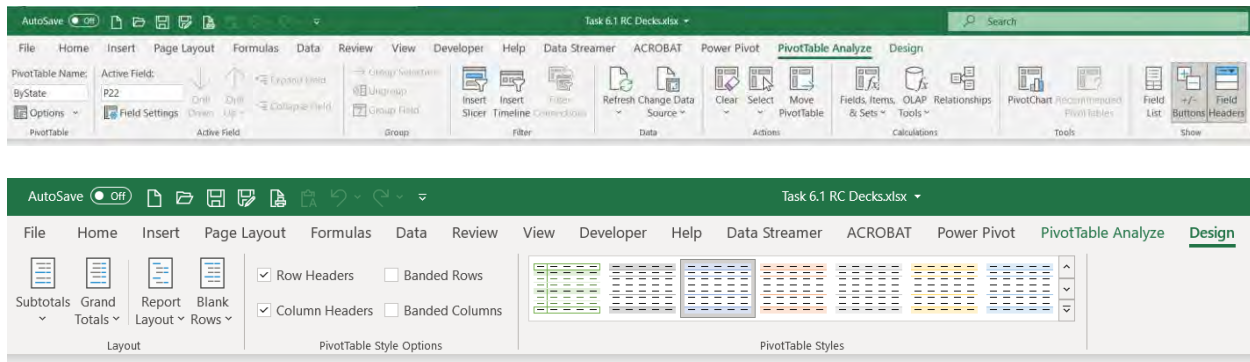 AutoSave Off Task 6.1 RC Decks.xlsx Search
File Home Insert Page Layout Formulas Data Review View Developer Help Data Streamer ACROBAT Power Pivot PivotTable Analyze Design
PivotTable Name: Active Field: Expand Field Group Selection
ByState P22 Drill Drill Collapse Field Ungroup Insert Insert Filter Refresh Change Data Clear Select Move Fields, Items, OLAP Relationships PivotChart Recommended Field +/- Field
Options Field Settings Down Up Group Field Slicer Timeline Connections Source PivotTable & Sets Tools PivotTables List Buttons Headers
PivotTable Active Field Group Filter Data Actions Calculations Tools Show
AutoSave Off Task 6.1 RC Decks.xlsx
File Home Insert Page Layout Formulas Data Review View Developer Help Data Streamer ACROBAT Power Pivot PivotTable Analyze Design
Row Headers Banded Rows
Subtotals Grand Report Blank
Totals Layout Rows Column Headers Banded Columns
Layout PivotTable Style Options PivotTable Styles